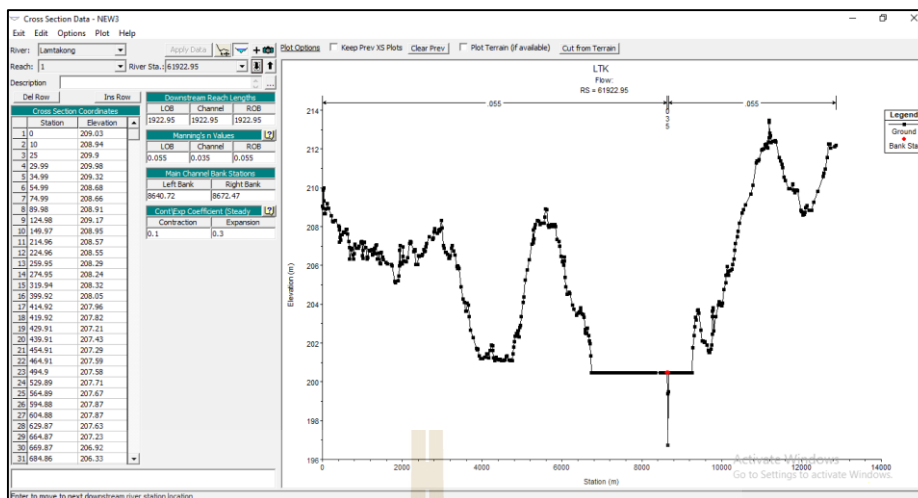 Cross Section Data - NEW3
Exit Edit Options Plot Help
River: Lamtakong Apply Data Plot Options Keep Prev XS Plots Clear Prev Plot Terrain (if available) Cut from Terrain
Reach: 1 River Sta.: 61922.95
Description ...
Del Row Ins Row
Cross Section Coordinates
Station Elevation
1 0 209.03
2 10 208.94
3 25 209.9
4 29.99 209.98
5 34.99 209.32
6 54.99 208.68
7 74.99 208.66
8 89.98 208.91
9 124.98 209.17
10 149.97 208.95
11 214.96 208.57
12 224.96 208.55
13 259.95 208.29
14 274.95 208.24
15 319.94 208.32
16 399.92 208.05
17 414.92 207.96
18 419.92 207.82
19 429.91 207.21
20 439.91 207.43
21 454.91 207.29
22 464.91 207.59
23 494.9 207.58
24 529.89 207.71
25 564.89 207.67
26 594.88 207.87
27 604.88 207.87
28 629.87 207.63
29 664.87 207.23
30 669.87 206.92
31 684.86 206.33
Downstream Reach Lengths
LOB Channel ROB
1922.95 1922.95 1922.95
Manning's n Values
LOB Channel ROB
0.055 0.035 0.055
Main Channel Bank Stations
Left Bank Right Bank
8640.72 8672.47
Cont\Exp Coefficient (Steady
Contraction Expansion
0.1 0.3
LTK
Flow:
RS = 61922.95
.055 .035 .055
Legend
Ground
Bank Sta
Elevation (m)
214
212
210
208
206
204
202
200
198
196
0 2000 4000 6000 8000 10000 12000 14000
Station (m)
Activate Windows
Go to Settings to activate Windows.
Enter to move to next downstream river station location